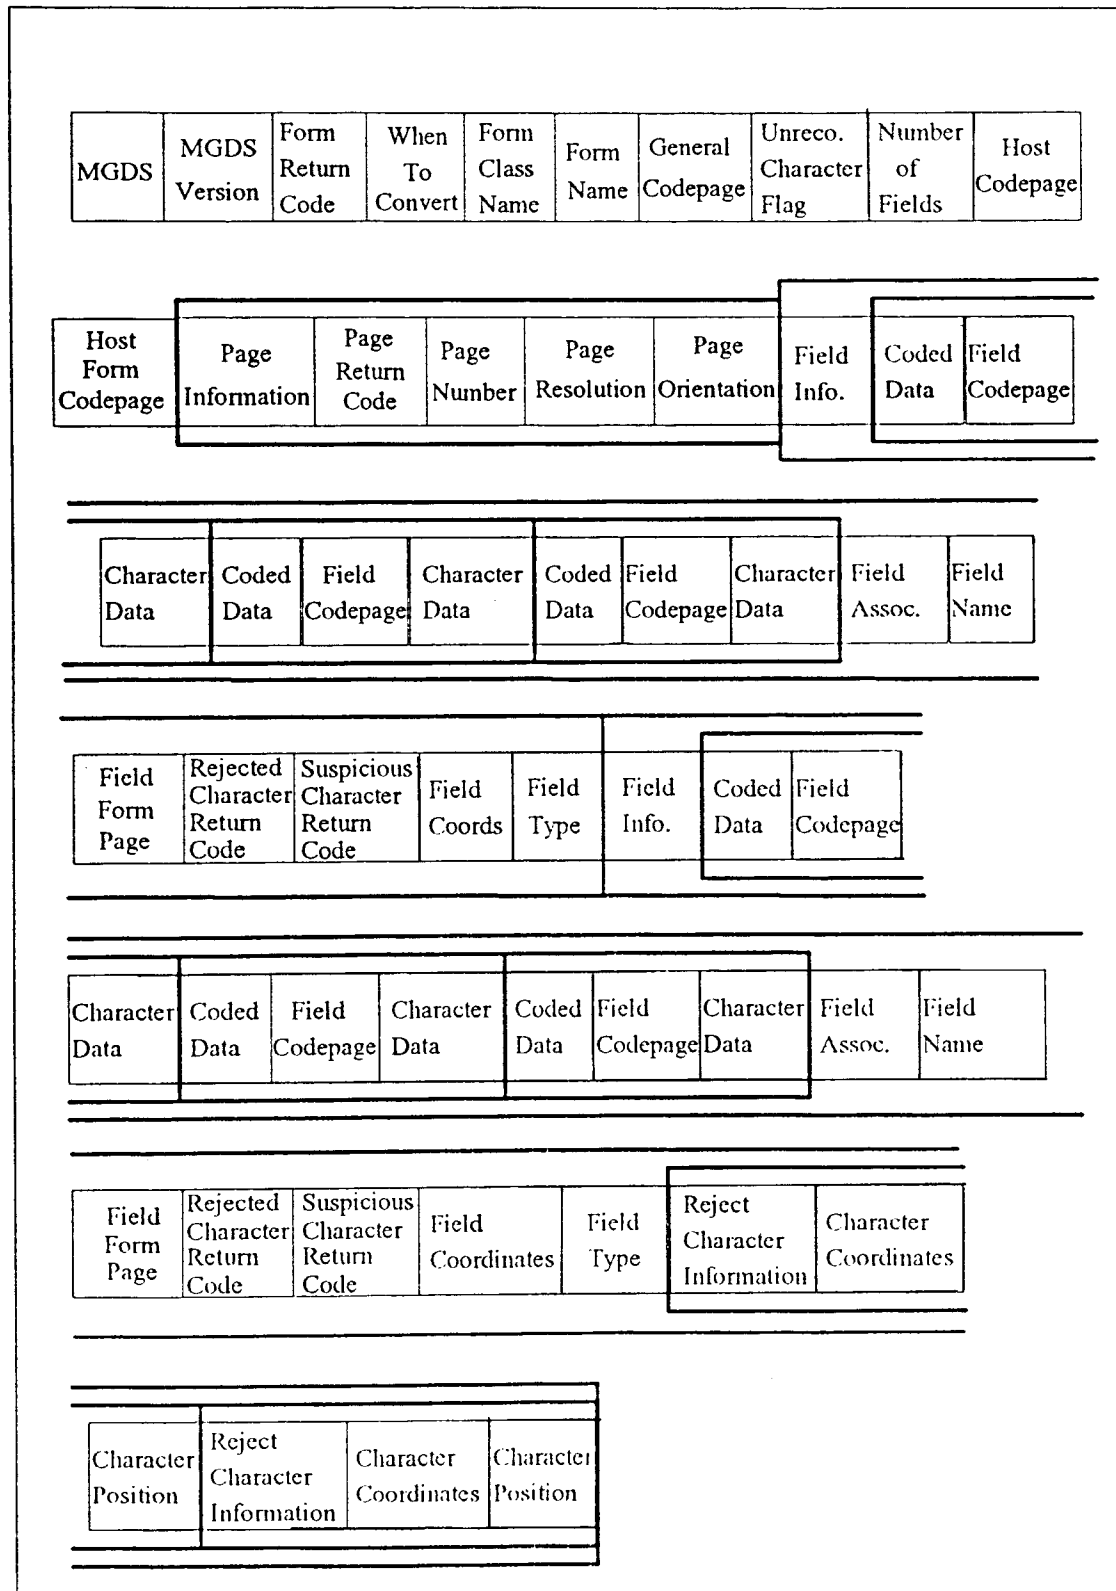 MGDS
MGDS
Version
Form
Return
Code
When
To
Convert
Form
Class
Name
Form
Name
General
Codepage
Unreco.
Character
Flag
Number
of
Fields
Host
Codepage
Host
Form
Codepage
Page
Information
Page
Return
Code
Page
Number
Page
Resolution
Page
Orientation
Field
Info.
Coded
Data
Field
Codepage
Character
Data
Coded
Data
Field
Codepage
Character
Data
Coded
Data
Field
Codepage
Character
Data
Field
Assoc.
Field
Name
Field
Form
Page
Rejected
Character
Return
Code
Suspicious
Character
Return
Code
Field
Coords
Field
Type
Field
Info.
Coded
Data
Field
Codepage
Character
Data
Coded
Data
Field
Codepage
Character
Data
Coded
Data
Field
Codepage
Character
Data
Field
Assoc.
Field
Name
Field
Form
Page
Rejected
Character
Return
Code
Suspicious
Character
Return
Code
Field
Coordinates
Field
Type
Reject
Character
Information
Character
Coordinates
Character
Position
Reject
Character
Information
Character
Coordinates
Character
Position